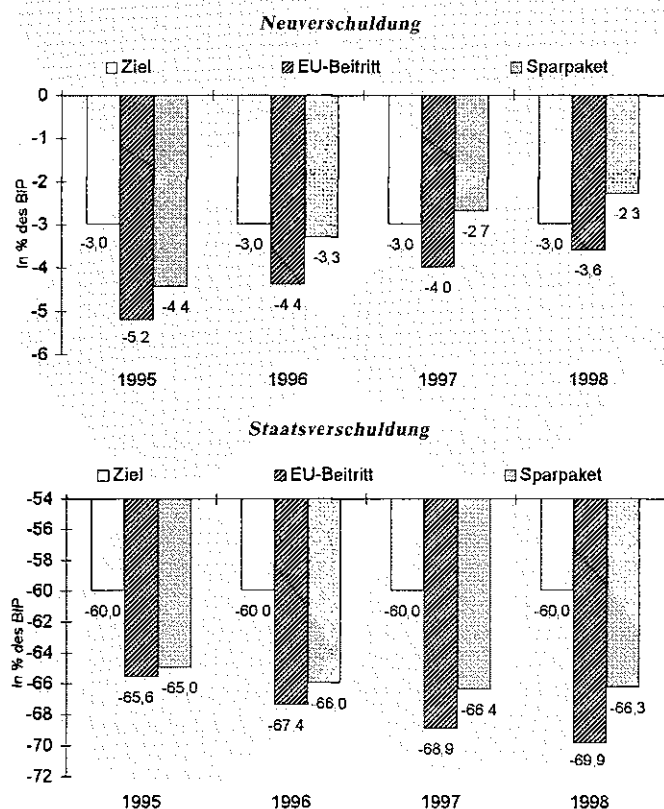 Neuverschuldung
Ziel EU-Beitritt Sparpaket
In % des BIP
0
-1
-2
-3
-4
-5
-6
-3,0 -5,2 -4,4
-3,0 -4,4 -3,3
-3,0 -4,0 -2,7
-3,0 -3,6 -2,3
1995 1996 1997 1998
Staatsverschuldung
Ziel EU-Beitritt Sparpaket
In % des BIP
-54
-56
-58
-60
-62
-64
-66
-68
-70
-72
-60,0 -65,6 -65,0
-60,0 -67,4 -66,0
-60,0 -68,9 -66,4
-60,0 -69,9 -66,3
1995 1996 1997 1998